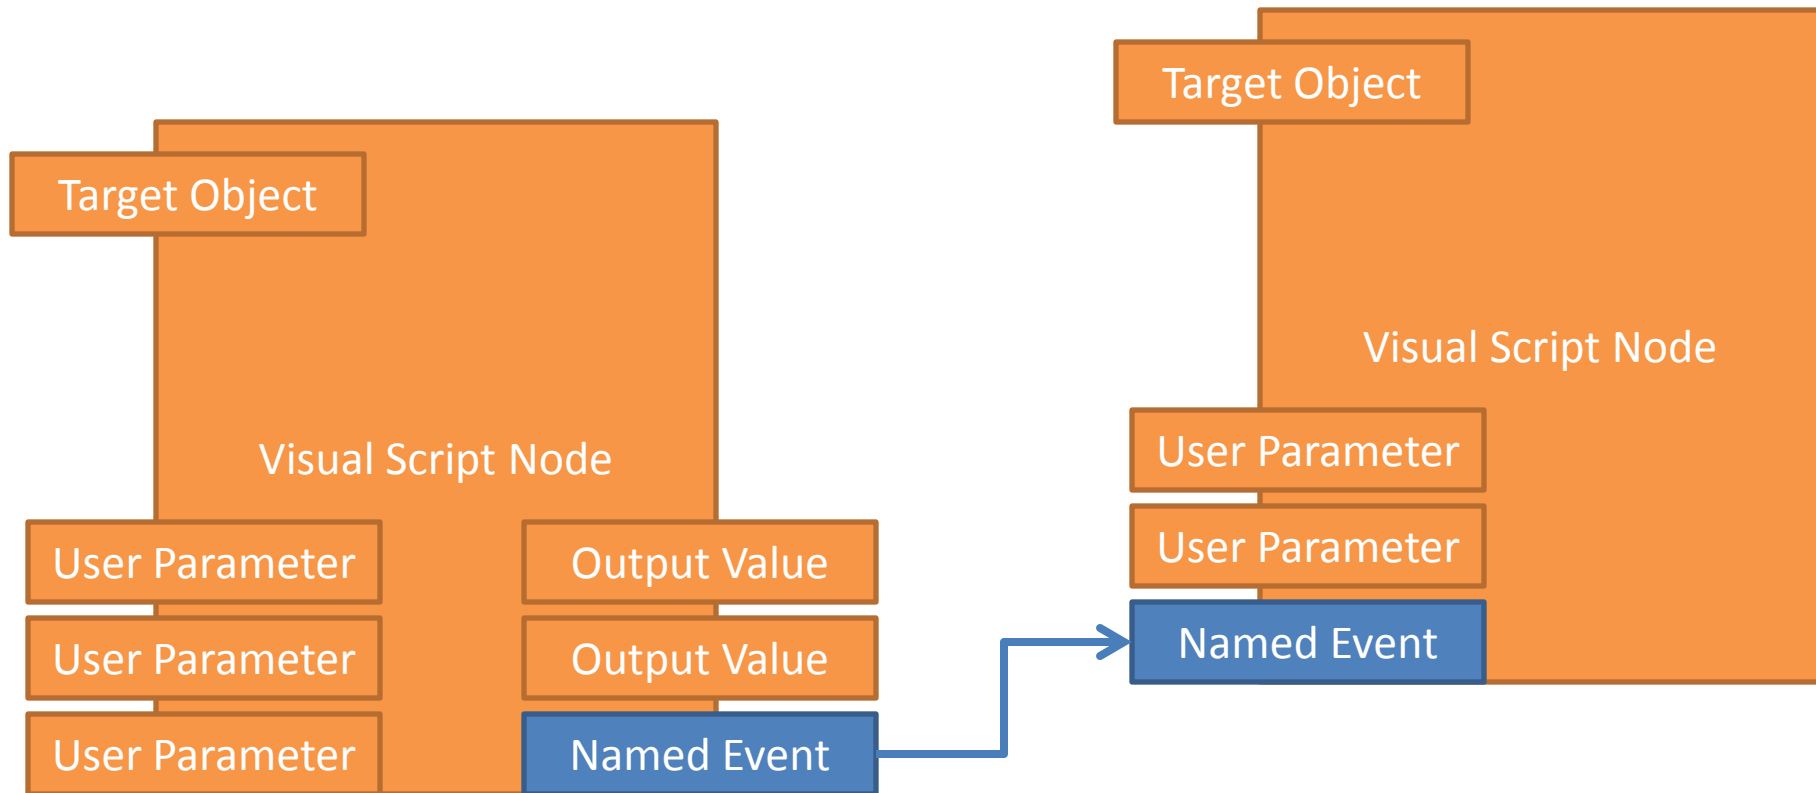 Target Object
Visual Script Node
User Parameter
Output Value
User Parameter
Output Value
User Parameter
Named Event
Target Object
Visual Script Node
User Parameter
User Parameter
Named Event